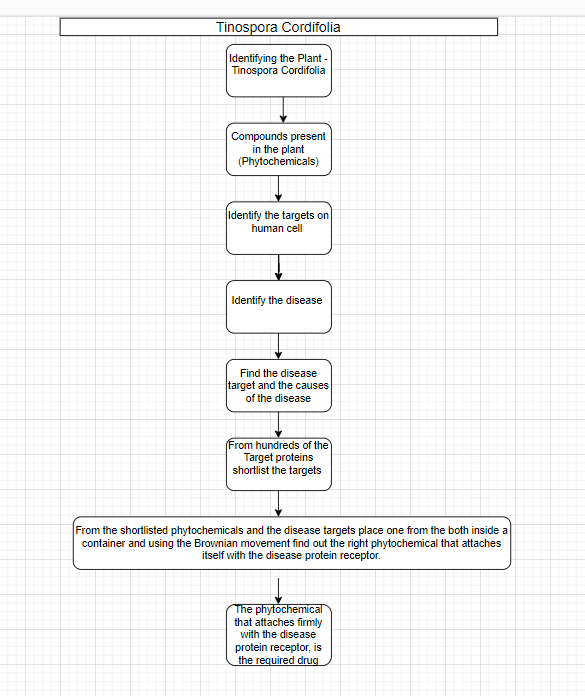 Tinospora Cordifolia
Identifying the Plant -
Tinospora Cordifolia
Compounds present
in the plant
(Phytochemicals)
Identify the targets on
human cell
Identify the disease
Find the disease
target and the causes
of the disease
From hundreds of the
Target proteins
shortlist the targets
From the shortlisted phytochemicals and the disease targets place one from the both inside a
container and using the Brownian movement find out the right phytochemical that attaches
itself with the disease protein receptor.
The phytochemical
that attaches firmly
with the disease
protein receptor, is
the required drug